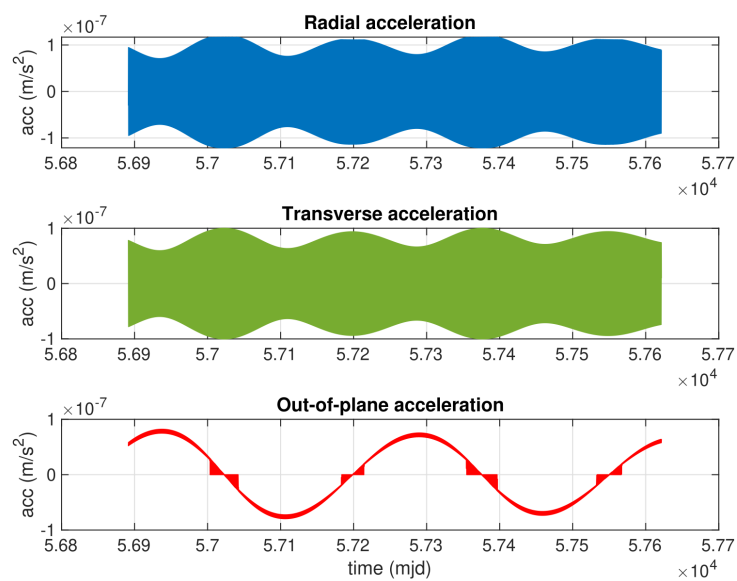 Radial acceleration
×10-7
1
0
-1
acc (m/s2)
5.68 5.69 5.7 5.71 5.72 5.73 5.74 5.75 5.76 5.77
×104
Transverse acceleration
×10-7
1
0
-1
acc (m/s2)
5.68 5.69 5.7 5.71 5.72 5.73 5.74 5.75 5.76 5.77
×104
Out-of-plane acceleration
×10-7
1
0
-1
acc (m/s2)
5.68 5.69 5.7 5.71 5.72 5.73 5.74 5.75 5.76 5.77
time (mjd)
×104